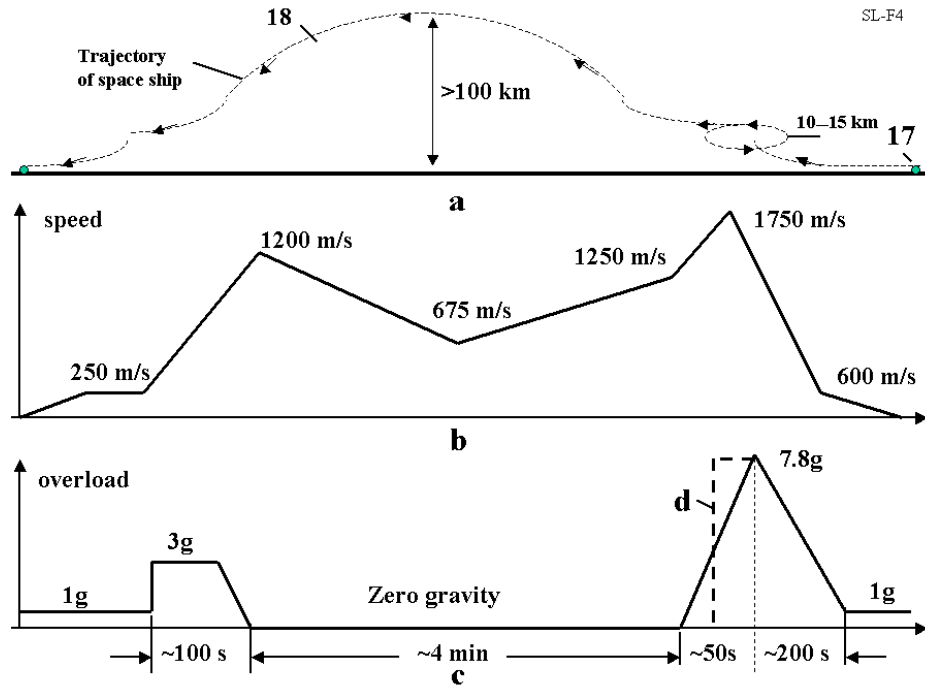 SL-F4
18
17
Trajectory
of space ship
>100 km
10–15 km
a
speed
1200 m/s
1750 m/s
1250 m/s
675 m/s
250 m/s
600 m/s
b
overload
7.8g
d
3g
1g
Zero gravity
1g
~100 s
~4 min
~50s
~200 s
c